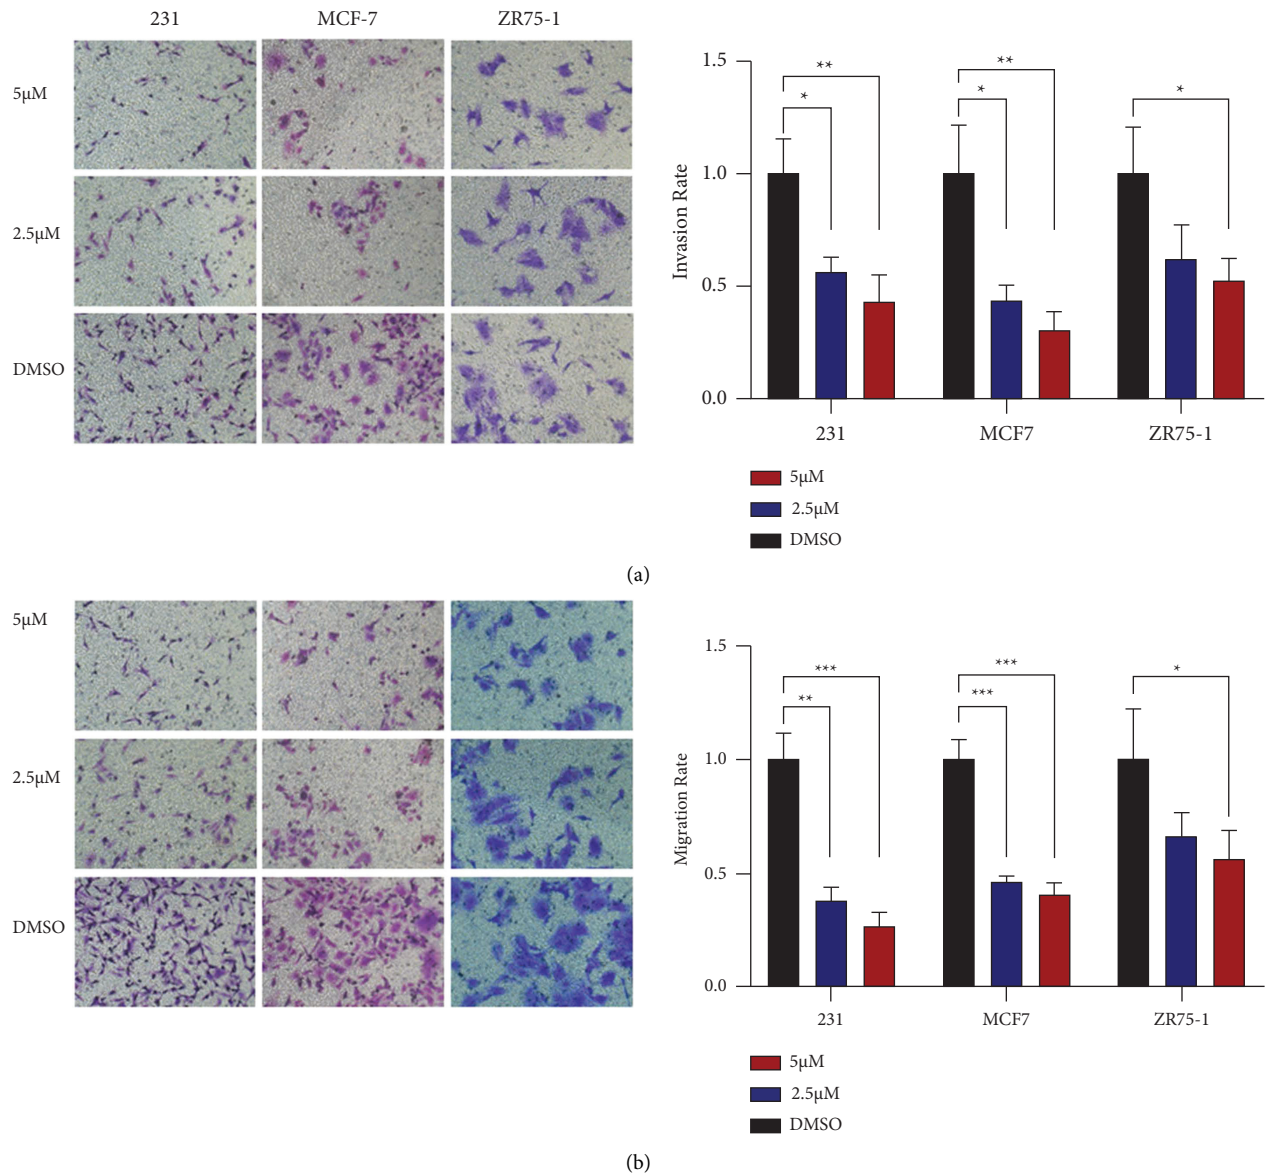 231 MCF-7 ZR75-1
5µM
2.5µM
DMSO
Invasion Rate
1.5
1.0
0.5
0.0
** ** *
* *
231 MCF7 ZR75-1
5µM
2.5µM
DMSO
(a)
5µM
2.5µM
DMSO
Migration Rate
1.5
1.0
0.5
0.0
*** *** *
** ***
231 MCF7 ZR75-1
5µM
2.5µM
DMSO
(b)